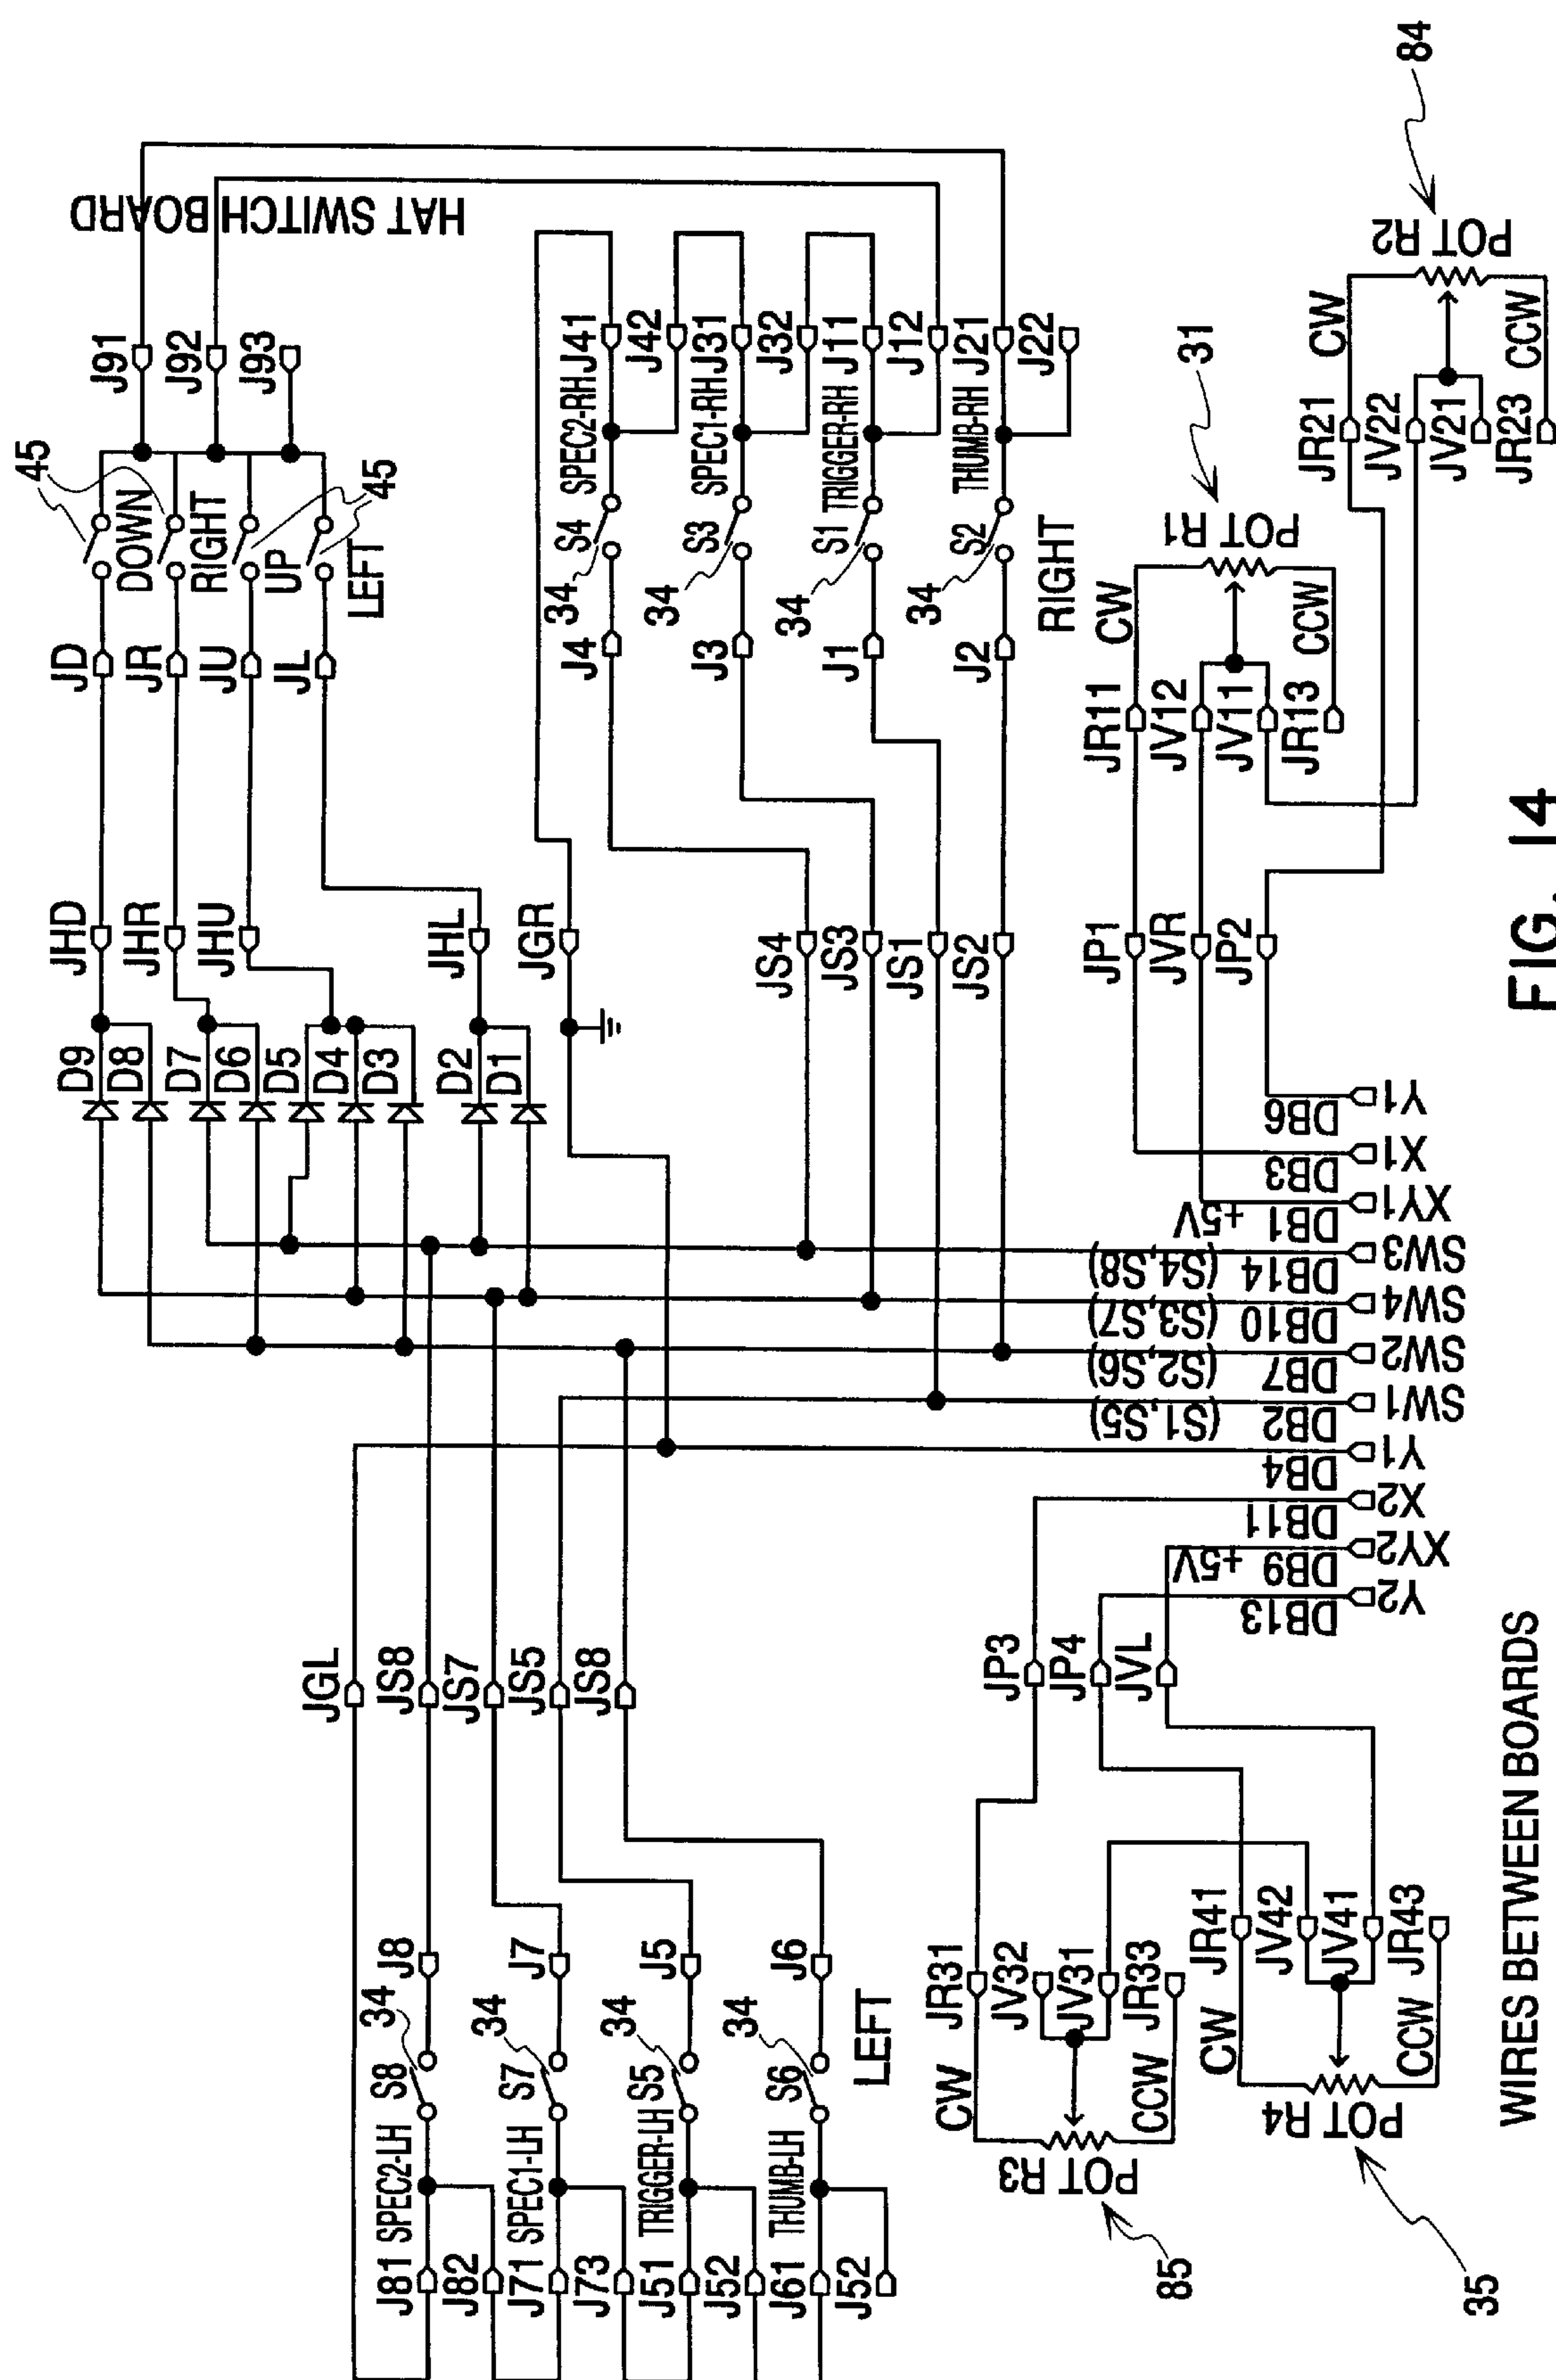 HAT SWITCH BOARD
45
DOWN
RIGHT
UP
LEFT
45
J91
J92
J93
JD
JR
JU
JL
JHD
JHR
JHU
JHL
JGR
D9
D8
D7
D6
D5
D4
D3
D2
D1
SPEC2-RH J41
J42
SPEC1-RH J31
J32
TRIGGER-RH J11
J12
THUMB-RH J21
J22
S4
34
S3
34
S1
34
S2
34
J4
J3
J1
J2
RIGHT
JS4
JS3
JS1
JS2
84
POT R2
CW
CCW
JR21
JV22
JV21
JR23
31
POT R1
CW
CCW
JR11
JV12
JV11
JR13
JP1
JVR
JP2
Y1
DB6
X1
DB3
XY1
DB1 +5V
SW3
DB14 (S4,S8)
SW4
DB10 (S3,S7)
SW2
DB7 (S2,S6)
SW1
DB2 (S1,S5)
Y1
DB4
X2
DB11
XY2
DB9 +5V
Y2
DB13
JGL
JS8
JS7
JS5
JS8
JP3
JP4
JVL
J8
J7
J5
J6
34
S8
34
S7
34
S5
34
S6
LEFT
J81 SPEC2-LH
J82
J71 SPEC1-LH
J73
J51 TRIGGER-LH
J52
J61 THUMB-LH
J52
JR31
JV32
JV31
JR33
CW
CCW
POT R3
85
JR41
JV42
JV41
JR43
CW
CCW
POT R4
35
WIRES BETWEEN BOARDS
FIG. 14